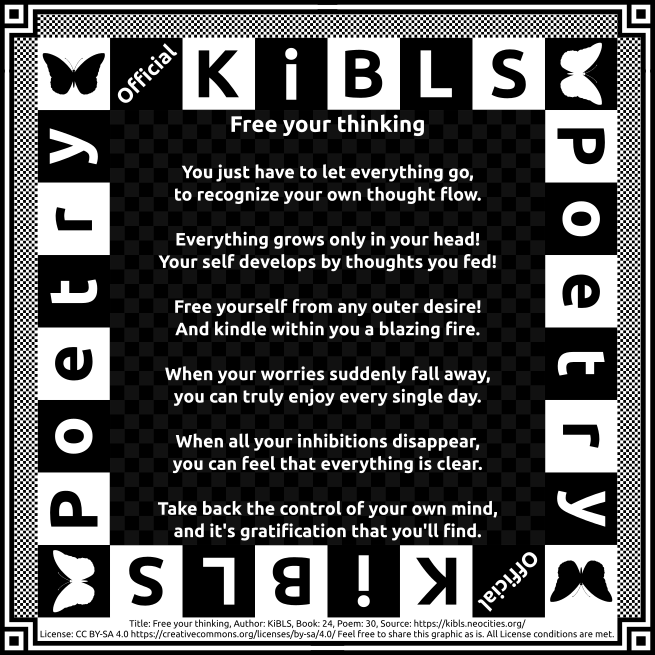 Official KiBLS
Poetry
Poetry
Free your thinking
You just have to let everything go,
to recognize your own thought flow.
Everything grows only in your head!
Your self develops by thoughts you fed!
Free yourself from any outer desire!
And kindle within you a blazing fire.
When your worries suddenly fall away,
you can truly enjoy every single day.
When all your inhibitions disappear,
you can feel that everything is clear.
Take back the control of your own mind,
and it's gratification that you'll find.
Official KiBLS
Title: Free your thinking, Author: KiBLS, Book: 24, Poem: 30, Source: https://kibls.neocities.org/
License: CC BY-SA 4.0 https://creativecommons.org/licenses/by-sa/4.0/ Feel free to share this graphic as is. All License conditions are met.